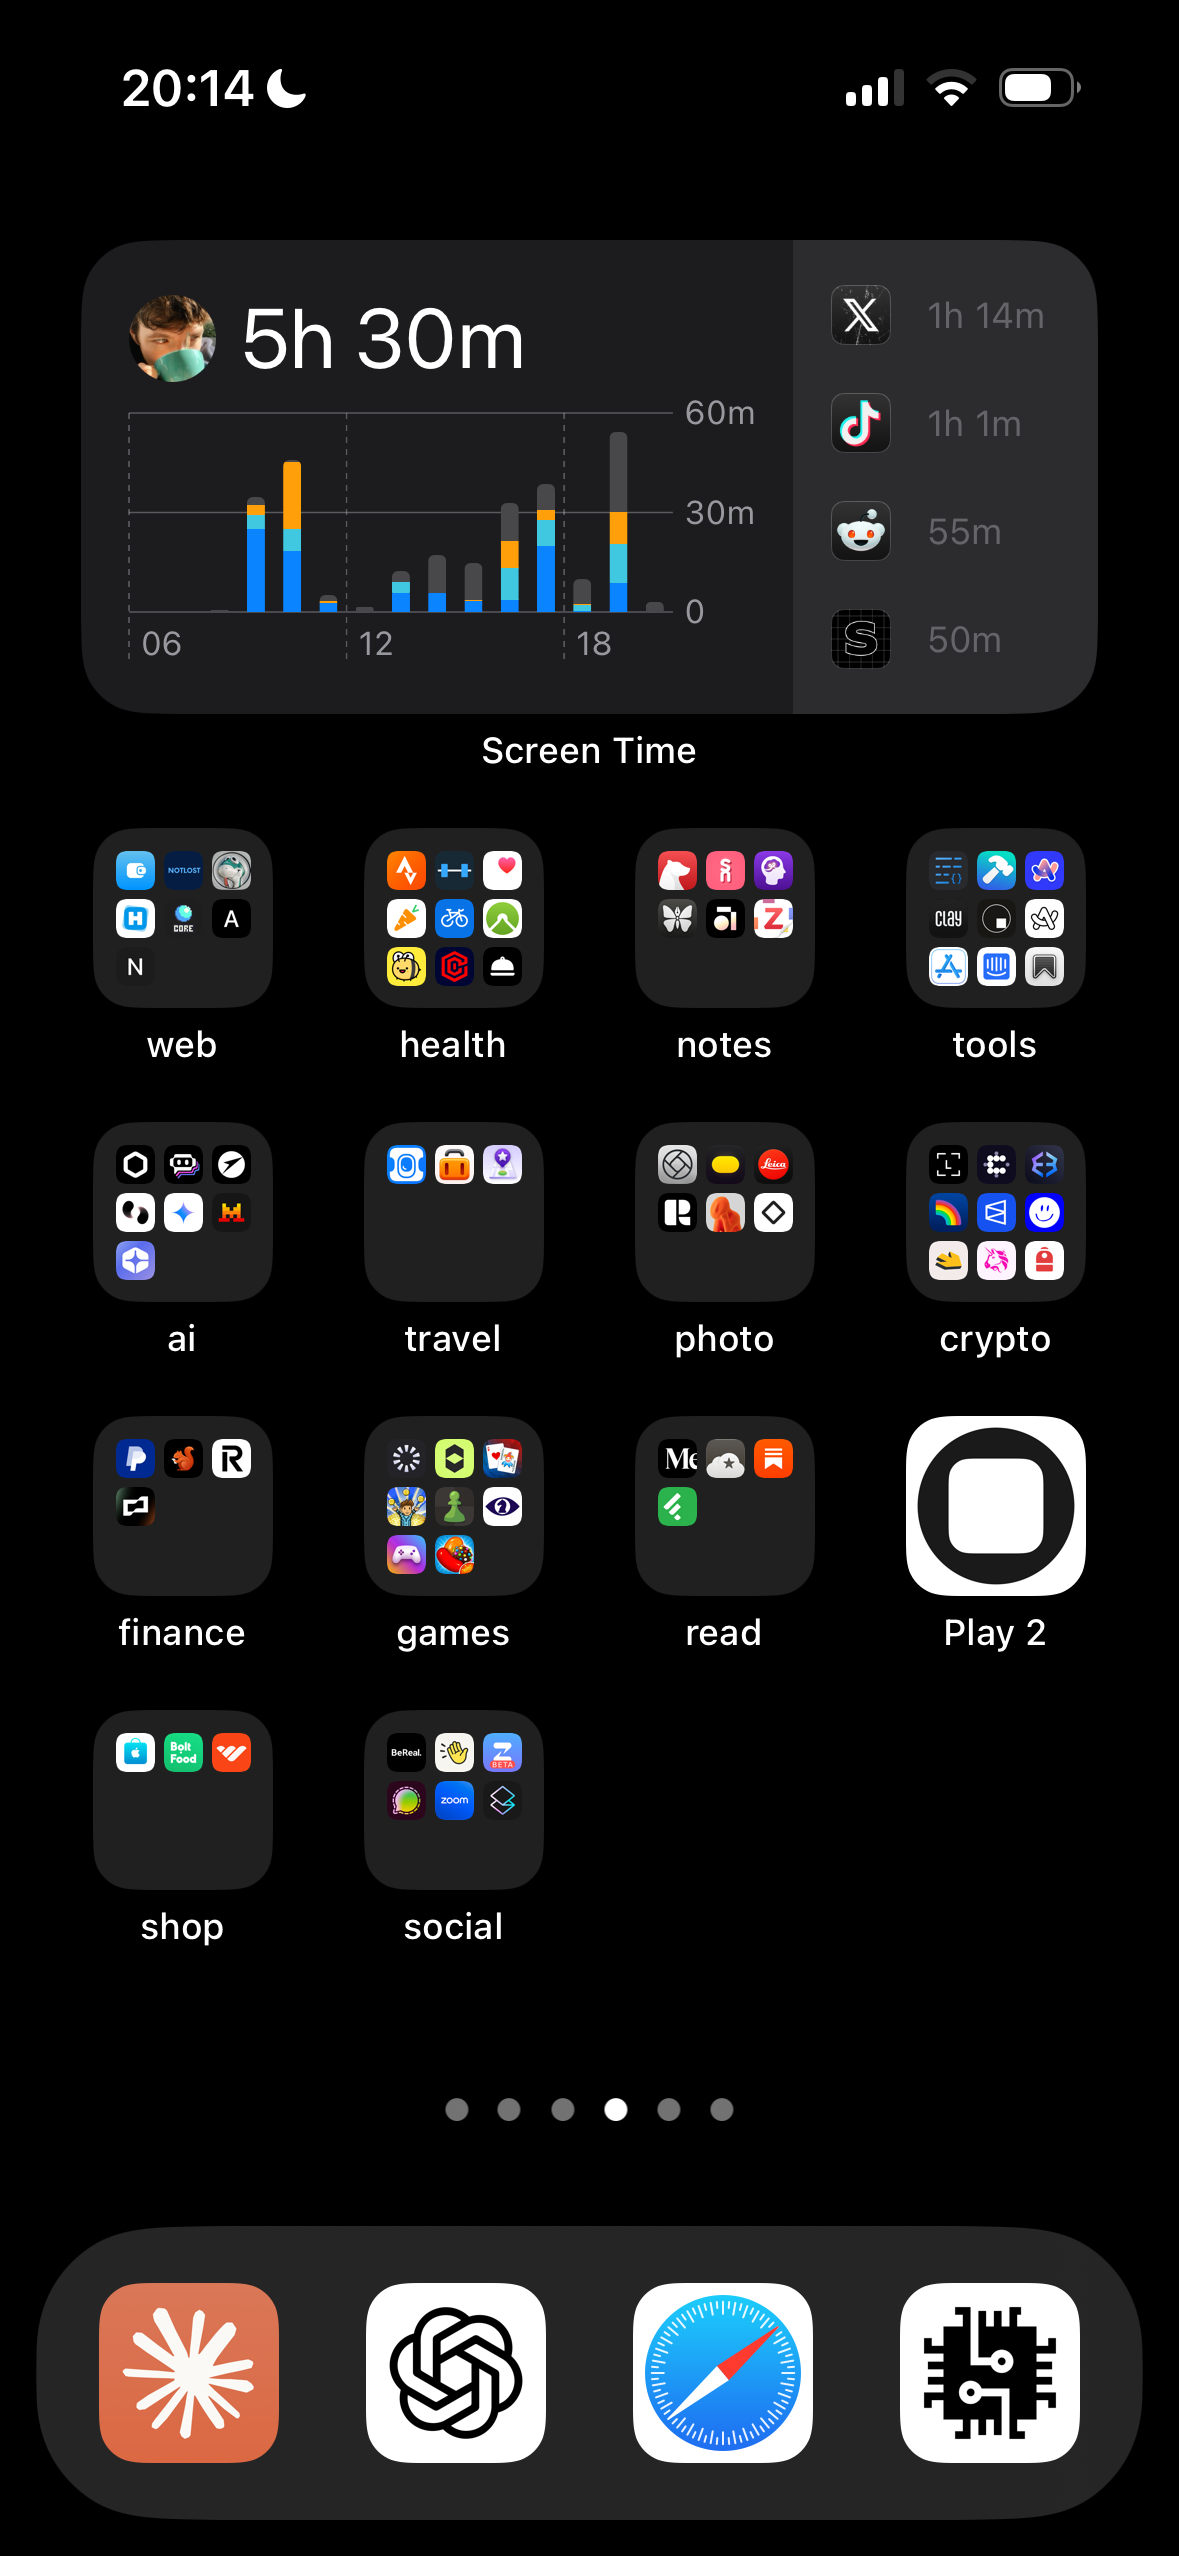 20:14
5h 30m
60m
30m
0
06 12 18
1h 14m
1h 1m
55m
50m
Screen Time
NOTLOST
CORE
A
N
CLAY
web health notes tools
ai travel photo crypto
Leica
Me
finance games read Play 2
Bolt
Food
BeReal.
BETA
zoom
shop social